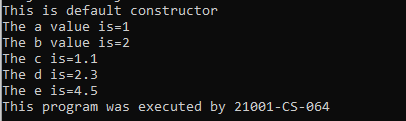 This is default constructor
The a value is=1
The b value is=2
The c is=1.1
The d is=2.3
The e is=4.5
This program was executed by 21001-CS-064